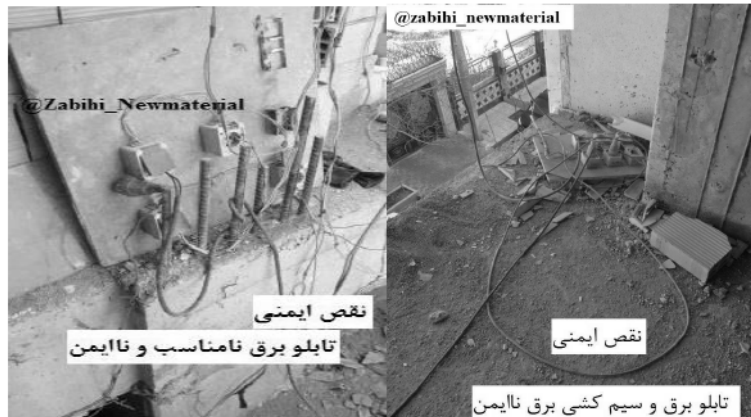 @Zabihi_Newmaterial
نقص ایمنی
تابلو برق نامناسب و ناایمن
@zabihi_newmaterial
نقص ایمنی
تابلو برق و سیم کشی برق ناایمن